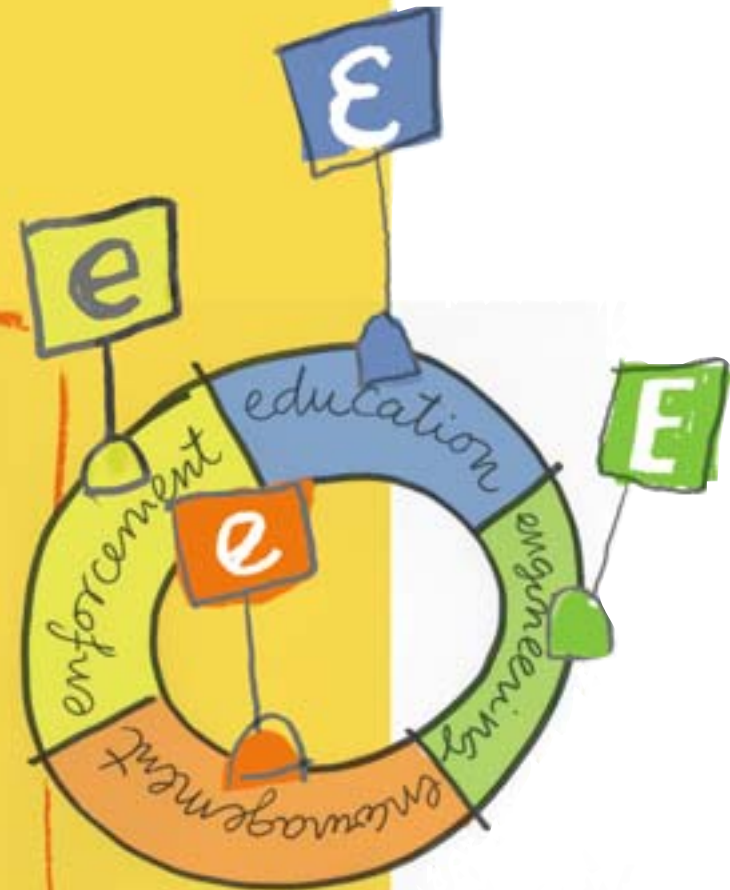 ε
e
E
e
education
enforcement
engineering
encouragement